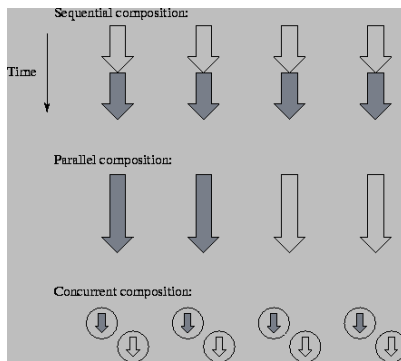 Sequential composition:
Time
Parallel composition:
Concurrent composition: